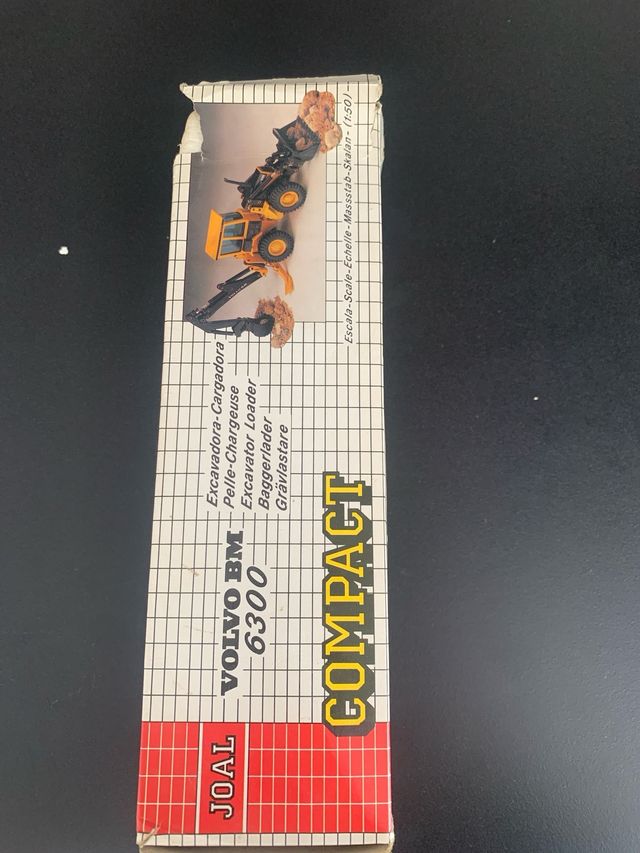 JOAL
VOLVO BM
6300
Excavadora-Cargadora
Pelle-Chargeuse
Excavator Loader
Baggerlader
Grävlastare
COMPACT
Escala-Scale-Echelle-Massstab-Skalan-(1:50)